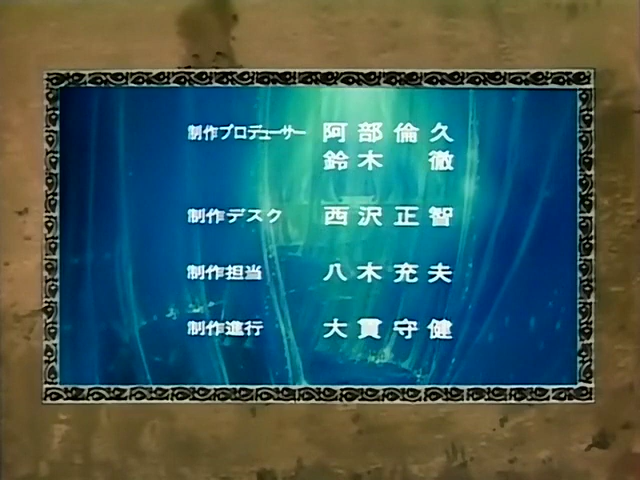 制作プロデューサー 阿部倫久
鈴木 徹
制作デスク 西沢正智
制作担当 八木充夫
制作進行 大貫守健